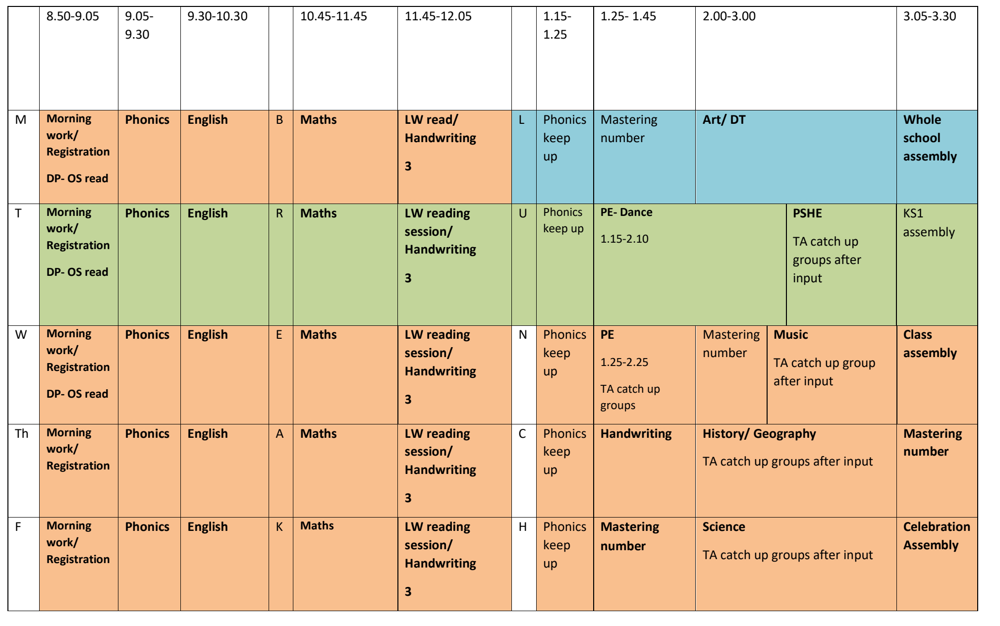 8.50-9.05
9.05-
9.30
9.30-10.30
10.45-11.45
11.45-12.05
1.15-
1.25
1.25- 1.45
2.00-3.00
3.05-3.30
M
Morning
work/
Registration
DP- OS read
Phonics
English
B
Maths
LW read/
Handwriting
3
L
Phonics
keep
up
Mastering
number
Art/ DT
Whole
school
assembly
T
Morning
work/
Registration
DP- OS read
Phonics
English
R
Maths
LW reading
session/
Handwriting
3
U
Phonics
keep up
PE- Dance
1.15-2.10
PSHE
TA catch up
groups after
input
KS1
assembly
W
Morning
work/
Registration
DP- OS read
Phonics
English
E
Maths
LW reading
session/
Handwriting
3
N
Phonics
keep
up
PE
1.25-2.25
TA catch up
groups
Mastering
number
Music
TA catch up group
after input
Class
assembly
Th
Morning
work/
Registration
Phonics
English
A
Maths
LW reading
session/
Handwriting
3
C
Phonics
keep
up
Handwriting
History/ Geography
TA catch up groups after input
Mastering
number
F
Morning
work/
Registration
Phonics
English
K
Maths
LW reading
session/
Handwriting
3
H
Phonics
keep
up
Mastering
number
Science
TA catch up groups after input
Celebration
Assembly